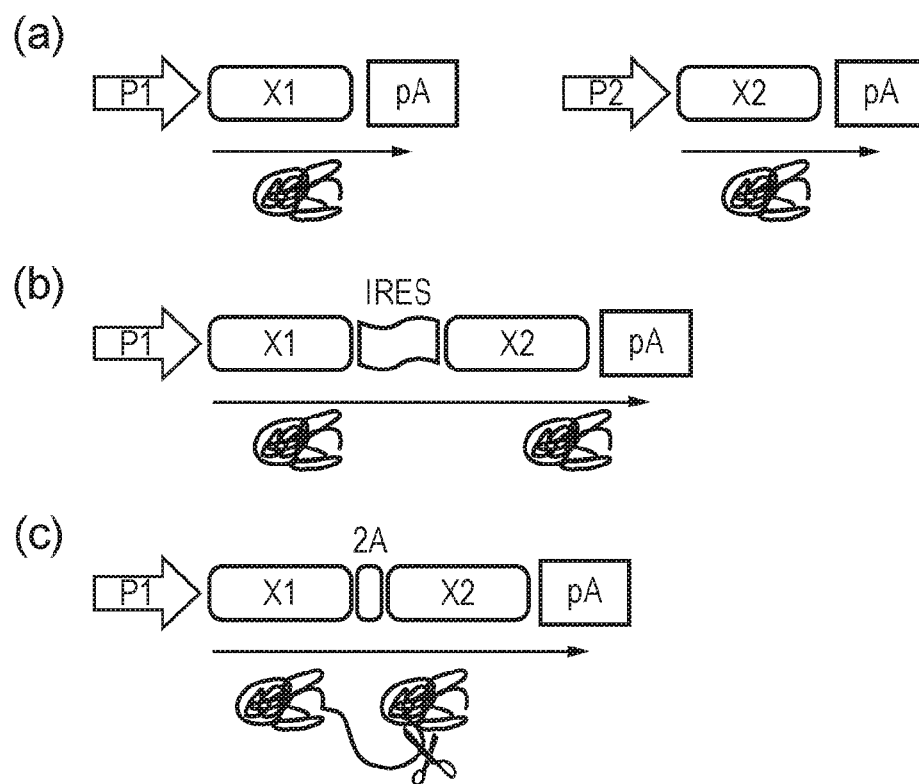 (a)
P1 X1 pA P2 X2 pA
(b)
IRES
P1 X1 X2 pA
(c)
2A
P1 X1 X2 pA